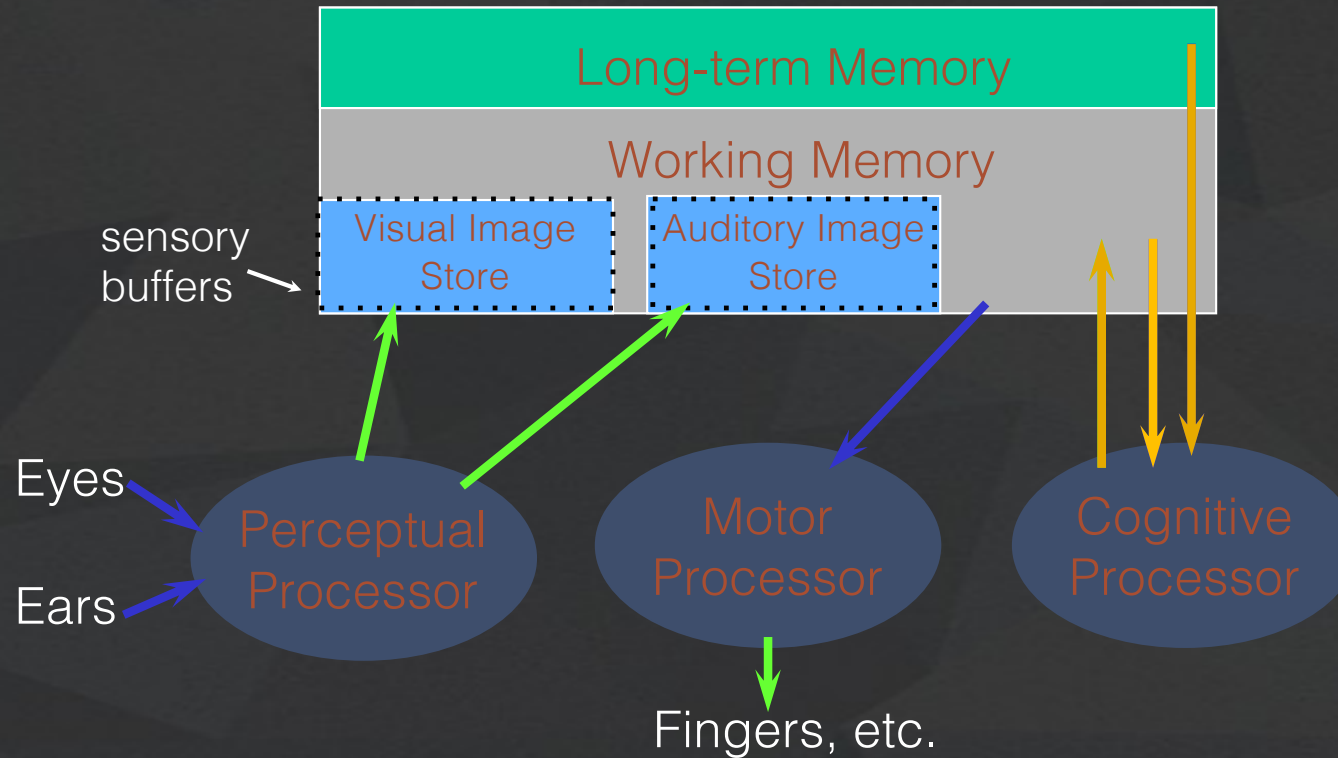 Long-term Memory
Working Memory
sensory
buffers
Visual Image
Store
Auditory Image
Store
Eyes
Ears
Perceptual
Processor
Motor
Processor
Cognitive
Processor
Fingers, etc.